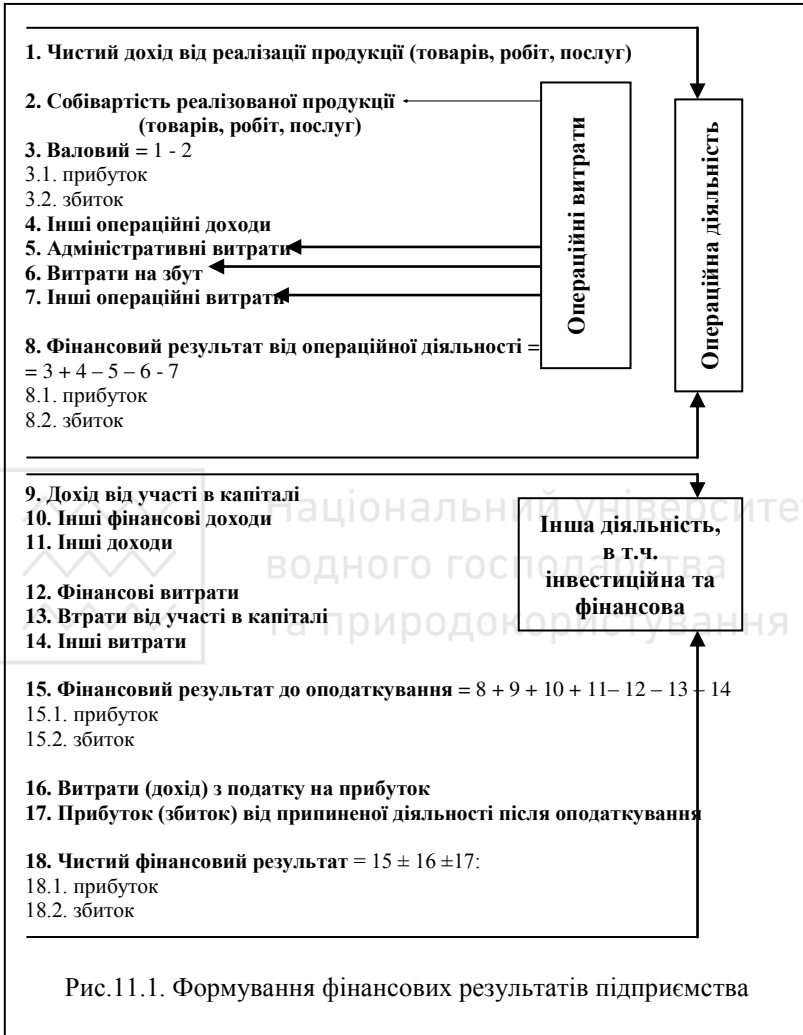 1. Чистий дохід від реалізації продукції (товарів, робіт, послуг)
2. Собівартість реалізованої продукції
(товарів, робіт, послуг)
3. Валовий = 1 - 2
3.1. прибуток
3.2. збиток
4. Інші операційні доходи
5. Адміністративні витрати
6. Витрати на збут
7. Інші операційні витрати
Операційні витрати
Операційна діяльність
8. Фінансовий результат від операційної діяльності =
= 3 + 4 – 5 – 6 - 7
8.1. прибуток
8.2. збиток
9. Дохід від участі в капіталі
10. Інші фінансові доходи
11. Інші доходи
12. Фінансові витрати
13. Втрати від участі в капіталі
14. Інші витрати
Інша діяльність,
в т.ч.
інвестиційна та
фінансова
Національний університет
водного господарства
та природокористування
15. Фінансовий результат до оподаткування = 8 + 9 + 10 + 11– 12 – 13 – 14
15.1. прибуток
15.2. збиток
16. Витрати (дохід) з податку на прибуток
17. Прибуток (збиток) від припиненої діяльності після оподаткування
18. Чистий фінансовий результат = 15 ± 16 ±17:
18.1. прибуток
18.2. збиток
Рис.11.1. Формування фінансових результатів підприємства